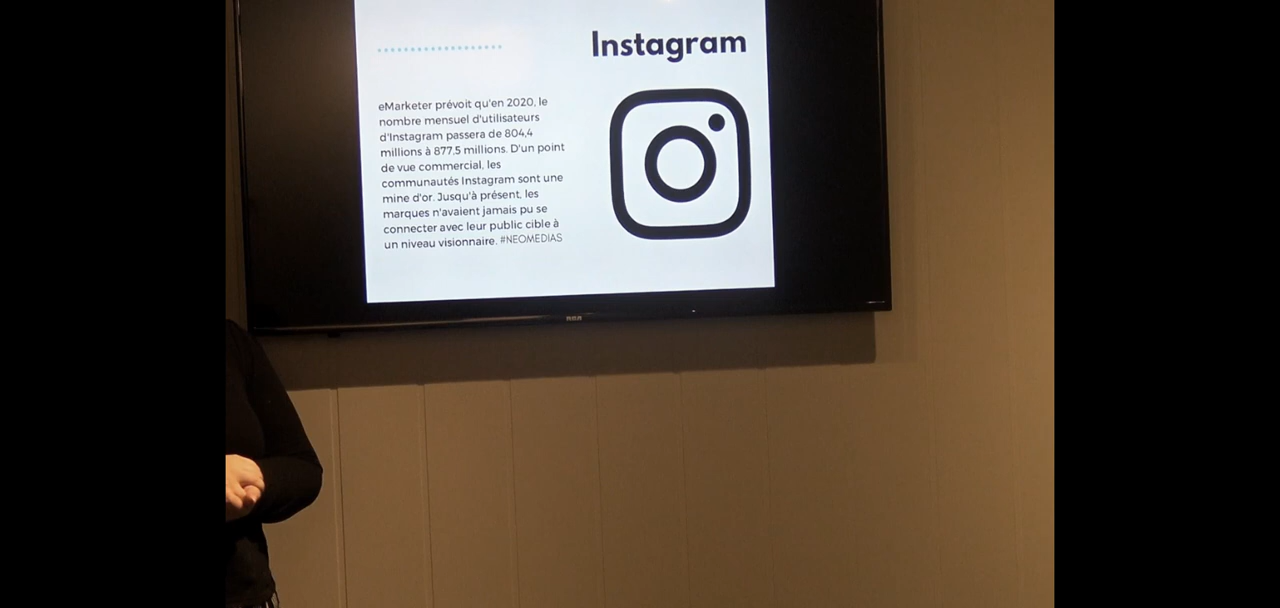 Instagram
eMarketer prévoit qu'en 2020, le
nombre mensuel d'utilisateurs
d'Instagram passera de 804,4
millions à 877,5 millions. D'un point
de vue commercial, les
communautés Instagram sont une
mine d'or. Jusqu'à présent, les
marques n'avaient jamais pu se
connecter avec leur public cible à
un niveau visionnaire. #NEOMEDIAS
RCA